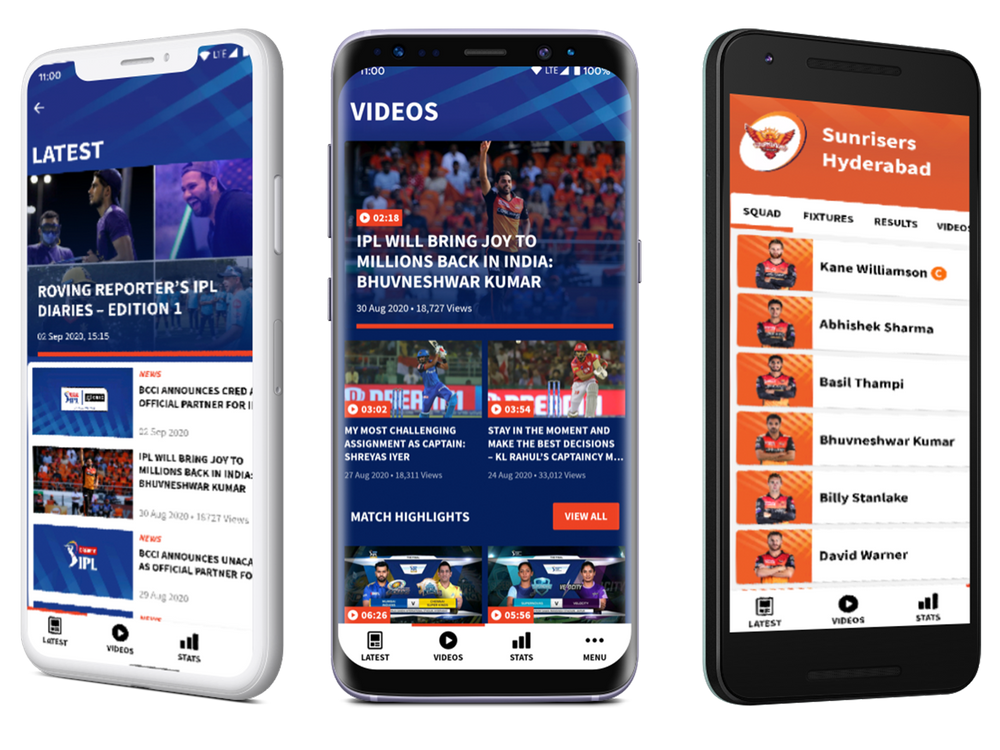 11:00
LTE
LATEST
ROVING REPORTER'S IPL
DIARIES – EDITION 1
02 Sep 2020, 15:15
NEWS
BCCI ANNOUNCES CRED A
OFFICIAL PARTNER FOR I
02 Sep 2020
IPL WILL BRING JOY TO
MILLIONS BACK IN INDIA:
BHUVNESHWAR KUMAR
30 Aug 2020 • 18727 Views
IPL
NEWS
BCCI ANNOUNCES UNACA
AS OFFICIAL PARTNER FO
29 Aug 2020
NEWS
LATEST
VIDEOS
STATS
11:00
LTE
100%
VIDEOS
02:18
IPL WILL BRING JOY TO
MILLIONS BACK IN INDIA:
BHUVNESHWAR KUMAR
30 Aug 2020 • 18,727 Views
03:02
MY MOST CHALLENGING
ASSIGNMENT AS CAPTAIN:
SHREYAS IYER
27 Aug 2020 • 18,311 Views
03:54
STAY IN THE MOMENT AND
MAKE THE BEST DECISIONS
– KL RAHUL'S CAPTAINCY M...
24 Aug 2020 • 33,012 Views
MATCH HIGHLIGHTS
VIEW ALL
V
06:26
VELOCITY
V
05:56
LATEST
VIDEOS
STATS
MENU
Sunrisers
Hyderabad
SQUAD
FIXTURES
RESULTS
VIDEOS
Kane Williamson C
Abhishek Sharma
Basil Thampi
Bhuvneshwar Kumar
Billy Stanlake
David Warner
LATEST
VIDEOS
STATS